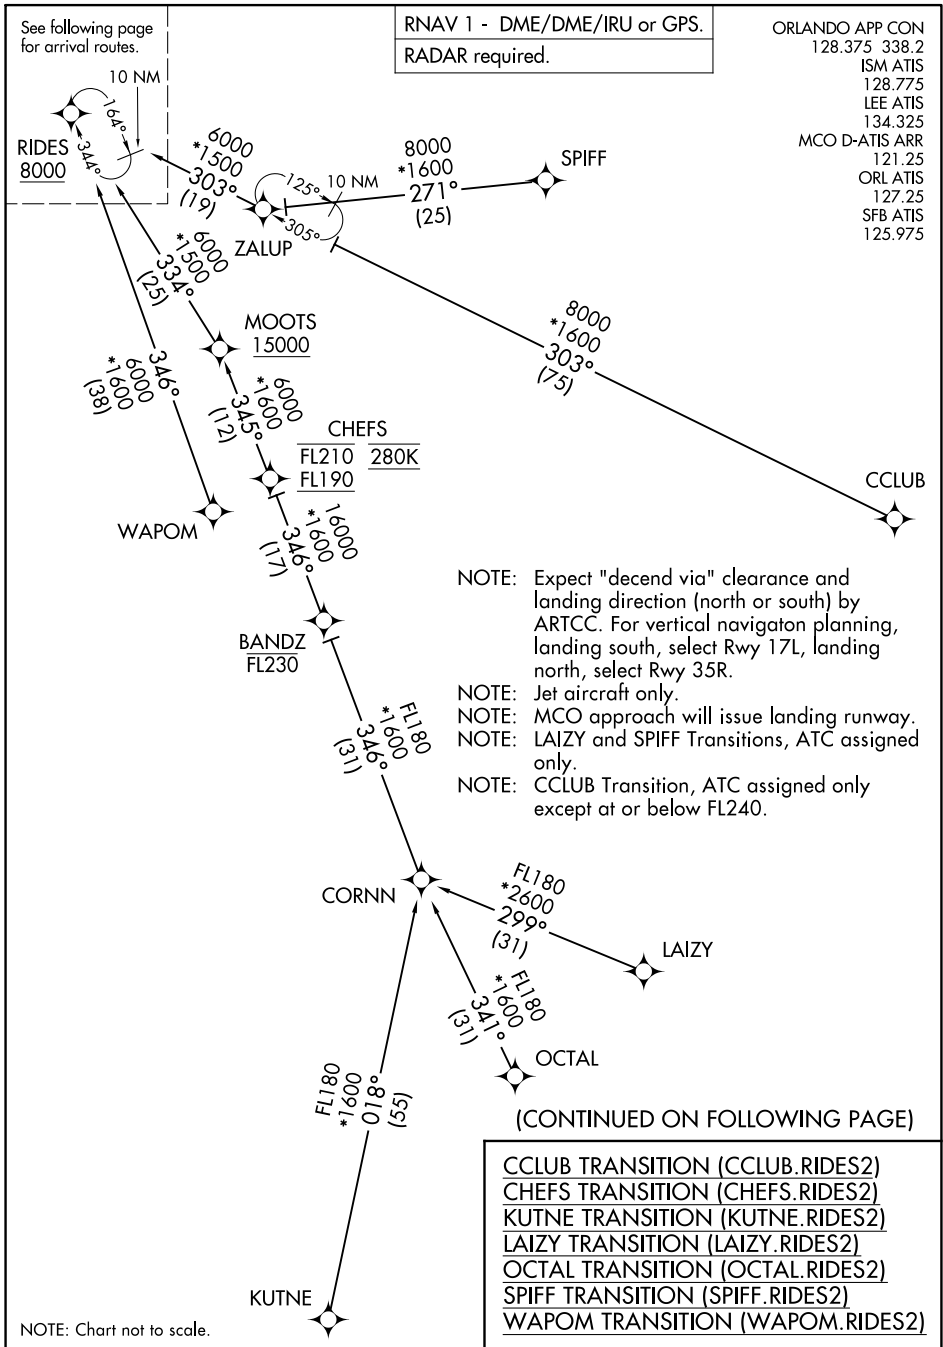 See following page
for arrival routes.
RNAV 1 - DME/DME/IRU or GPS.
RADAR required.
ORLANDO APP CON
128.375 338.2
ISM ATIS
128.775
LEE ATIS
134.325
MCO D-ATIS ARR
121.25
ORL ATIS
127.25
SFB ATIS
125.975
10 NM
164°
344°
RIDES
8000
6000
*1500
303°
(19)
125°
305°
10 NM
ZALUP
8000
*1600
271°
(25)
SPIFF
6000
*1500
334°
(25)
8000
*1600
303°
(75)
CCLUB
MOOTS
15000
6000
*1600
346°
(38)
WAPOM
6000
*1600
345°
(12)
CHEFS
FL210 280K
FL190
16000
*1600
346°
(17)
BANDZ
FL230
NOTE: Expect "decend via" clearance and
landing direction (north or south) by
ARTCC. For vertical navigaton planning,
landing south, select Rwy 17L, landing
north, select Rwy 35R.
NOTE: Jet aircraft only.
NOTE: MCO approach will issue landing runway.
NOTE: LAIZY and SPIFF Transitions, ATC assigned
only.
NOTE: CCLUB Transition, ATC assigned only
except at or below FL240.
FL180
*1600
346°
(31)
CORNN
FL180
*2600
299°
(31)
LAIZY
FL180
*1600
341°
(31)
OCTAL
FL180
*1600
018°
(55)
KUTNE
(CONTINUED ON FOLLOWING PAGE)
CCLUB TRANSITION (CCLUB.RIDES2)
CHEFS TRANSITION (CHEFS.RIDES2)
KUTNE TRANSITION (KUTNE.RIDES2)
LAIZY TRANSITION (LAIZY.RIDES2)
OCTAL TRANSITION (OCTAL.RIDES2)
SPIFF TRANSITION (SPIFF.RIDES2)
WAPOM TRANSITION (WAPOM.RIDES2)
NOTE: Chart not to scale.